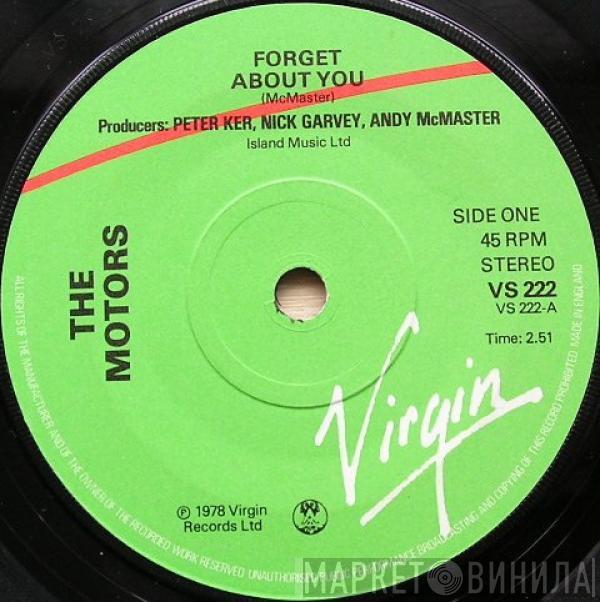 FORGET
ABOUT YOU
(McMaster)
Producers: PETER KER, NICK GARVEY, ANDY McMASTER
Island Music Ltd
THE
MOTORS
SIDE ONE
45 RPM
STEREO
VS 222
VS 222-A
Time: 2.51
Virgin
℗ 1978 Virgin
Records Ltd
ALL RIGHTS OF THE MANUFACTURER AND OF THE OWNER OF THE RECORDED WORK RESERVED UNAUTHORISED PUBLIC PERFORMANCE BROADCASTING AND COPYING OF THIS RECORD PROHIBITED MADE IN ENGLAND
МАРКЕТ ВИНИЛА